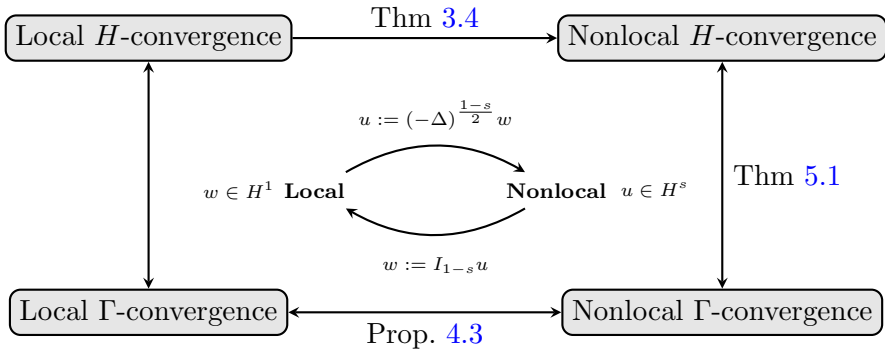 Thm 3.4
Local H-convergence
Nonlocal H-convergence
u := (−Δ)^{\frac{1−s}{2}} w
w ∈ H^1 Local
Nonlocal u ∈ H^s
Thm 5.1
w := I_{1−s}u
Local Γ-convergence
Nonlocal Γ-convergence
Prop. 4.3